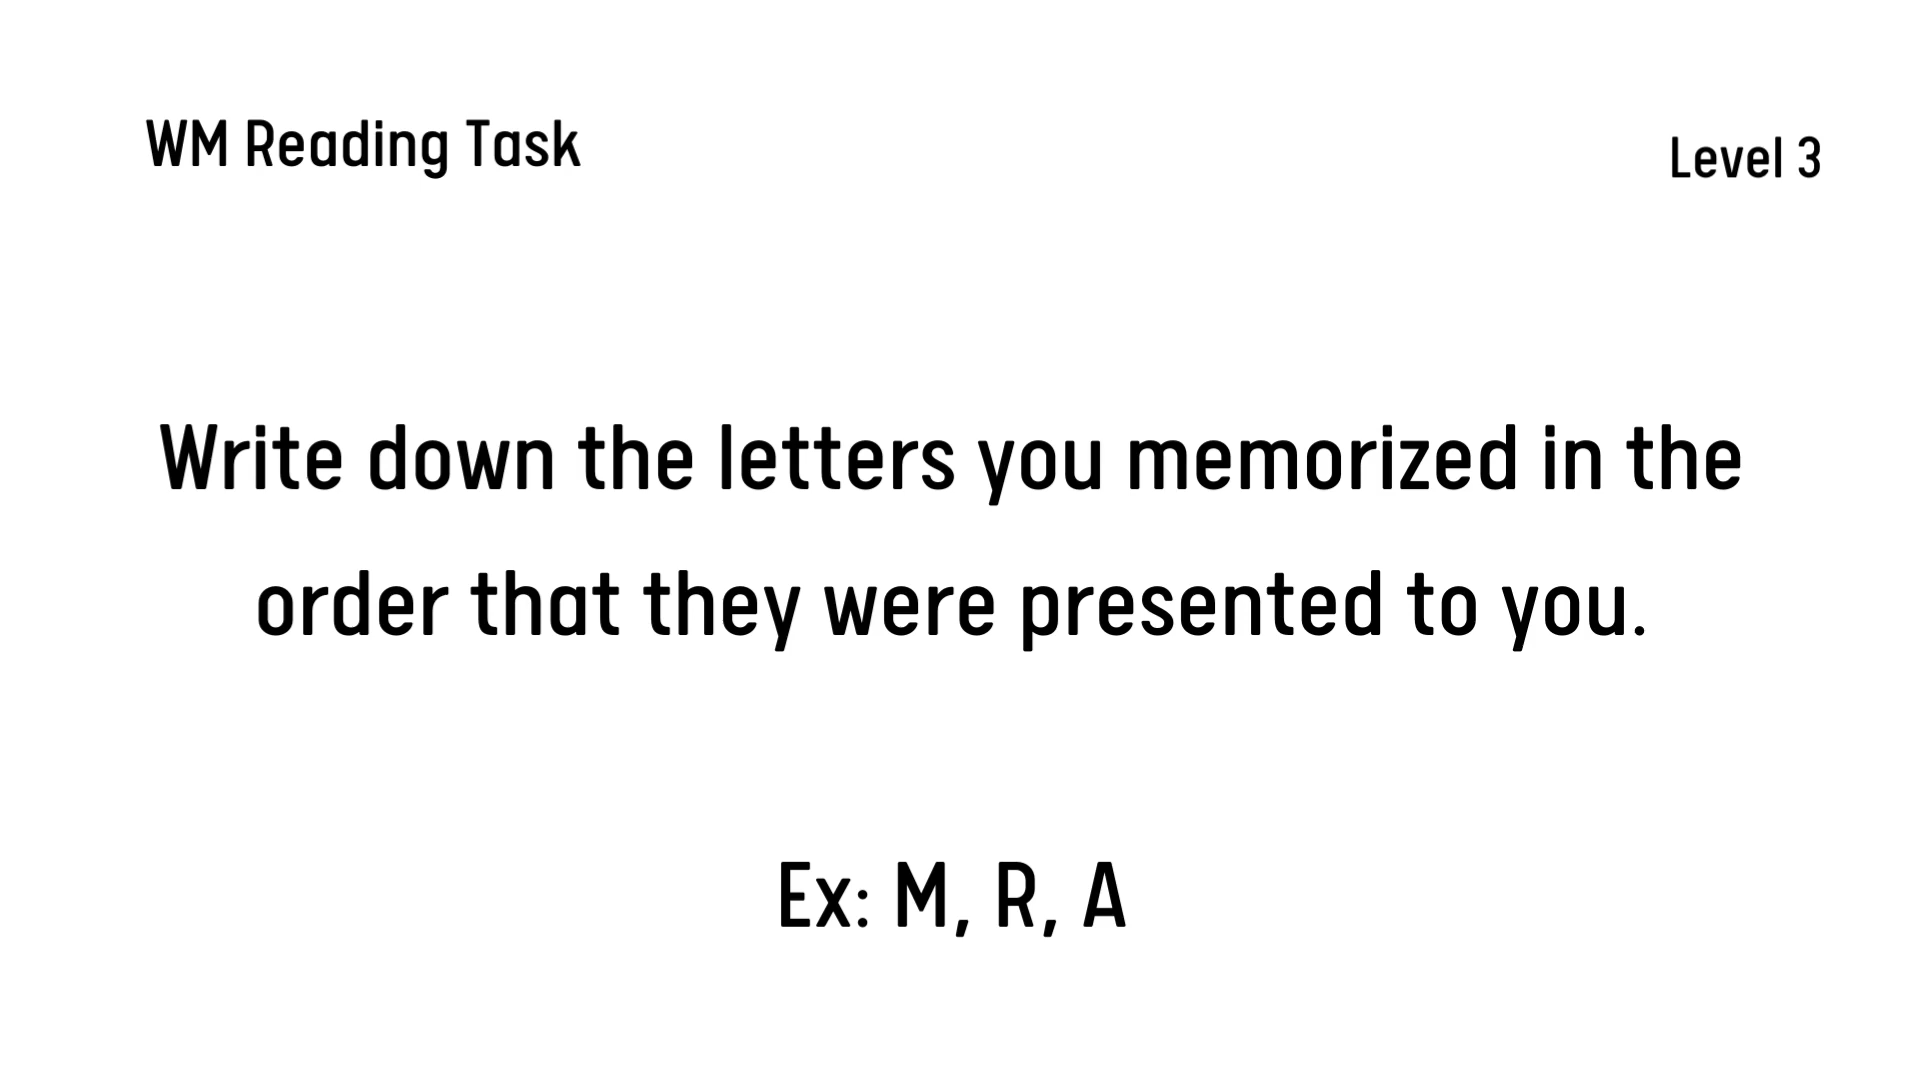 WM Reading Task
Level 3
Write down the letters you memorized in the
order that they were presented to you.
Ex: M, R, A